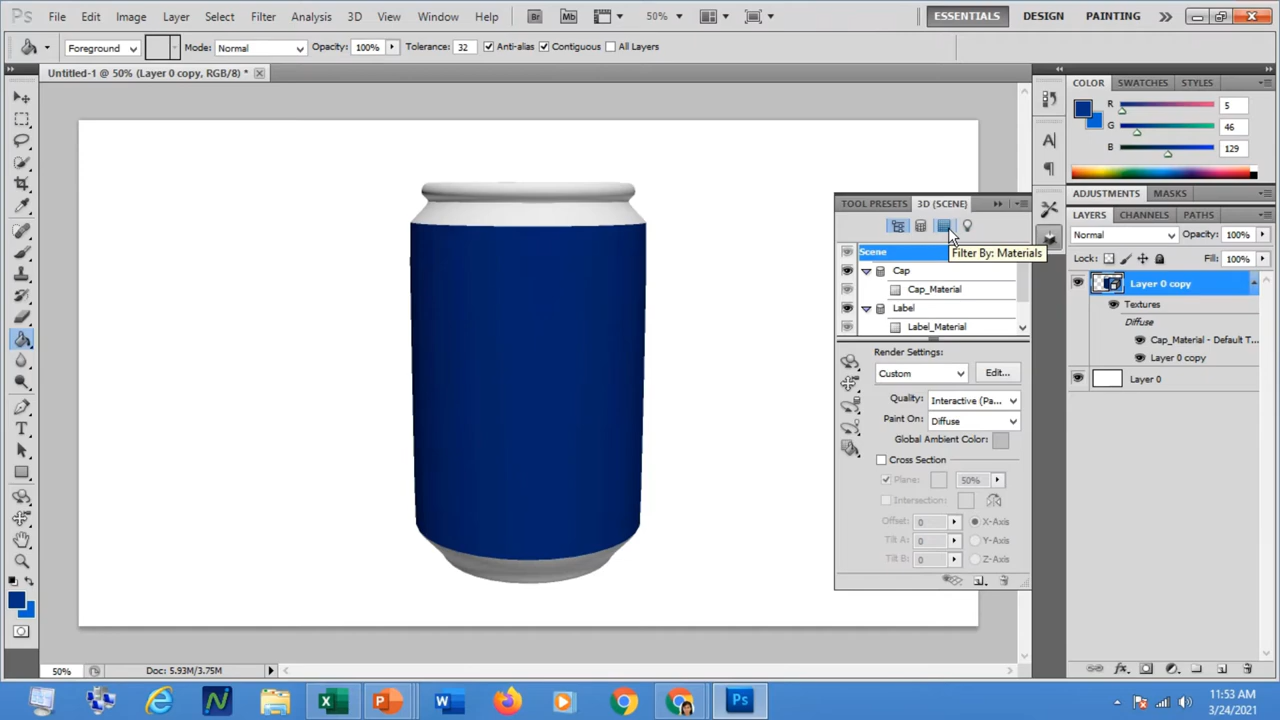 Ps File Edit Image Layer Select Filter Analysis 3D View Window Help Br Mb 50% ESSENTIALS DESIGN PAINTING
Foreground Mode: Normal Opacity: 100% Tolerance: 32 Anti-alias Contiguous All Layers
Untitled-1 @ 50% (Layer 0 copy, RGB/8) *
COLOR SWATCHES STYLES
R 5
G 46
B 129
ADJUSTMENTS MASKS
LAYERS CHANNELS PATHS
Normal Opacity: 100%
Lock: Fill: 100%
Layer 0 copy
Textures
Diffuse
Cap_Material - Default T...
Layer 0 copy
Layer 0
TOOL PRESETS 3D {SCENE}
Filter By: Materials
Scene
Cap
Cap_Material
Label
Label_Material
Render Settings:
Custom Edit...
Quality: Interactive (Pa...
Paint On: Diffuse
Global Ambient Color:
Cross Section
Plane: 50%
Intersection:
Offset: 0 X-Axis
Tilt A: 0 Y-Axis
Tilt B: 0 Z-Axis
50% Doc: 5.93M/3.75M
11:53 AM
3/24/2021